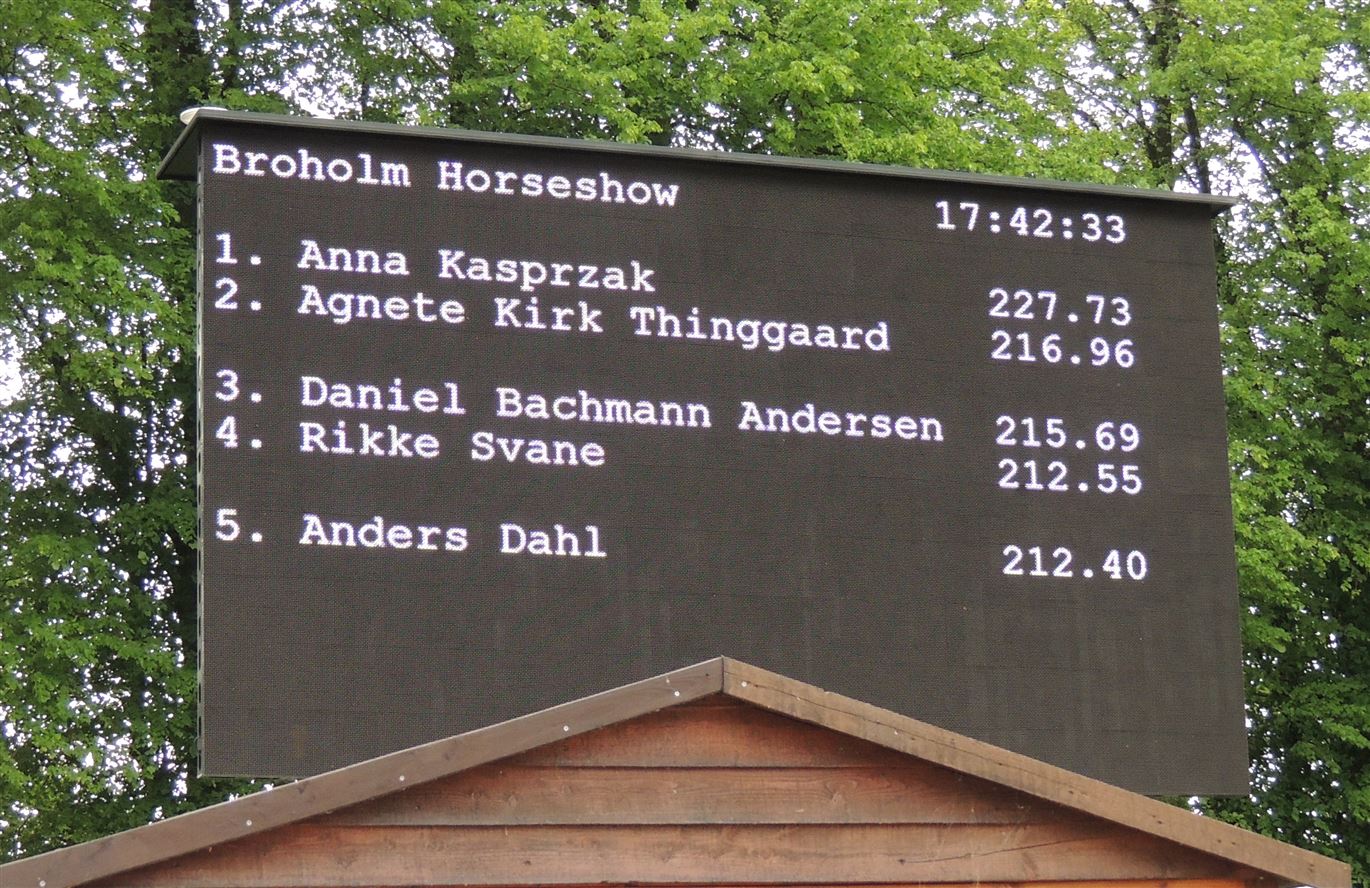 Broholm Horseshow 17:42:33
1. Anna Kasprzak 227.73
2. Agnete Kirk Thinggaard 216.96
3. Daniel Bachmann Andersen 215.69
4. Rikke Svane 212.55
5. Anders Dahl 212.40